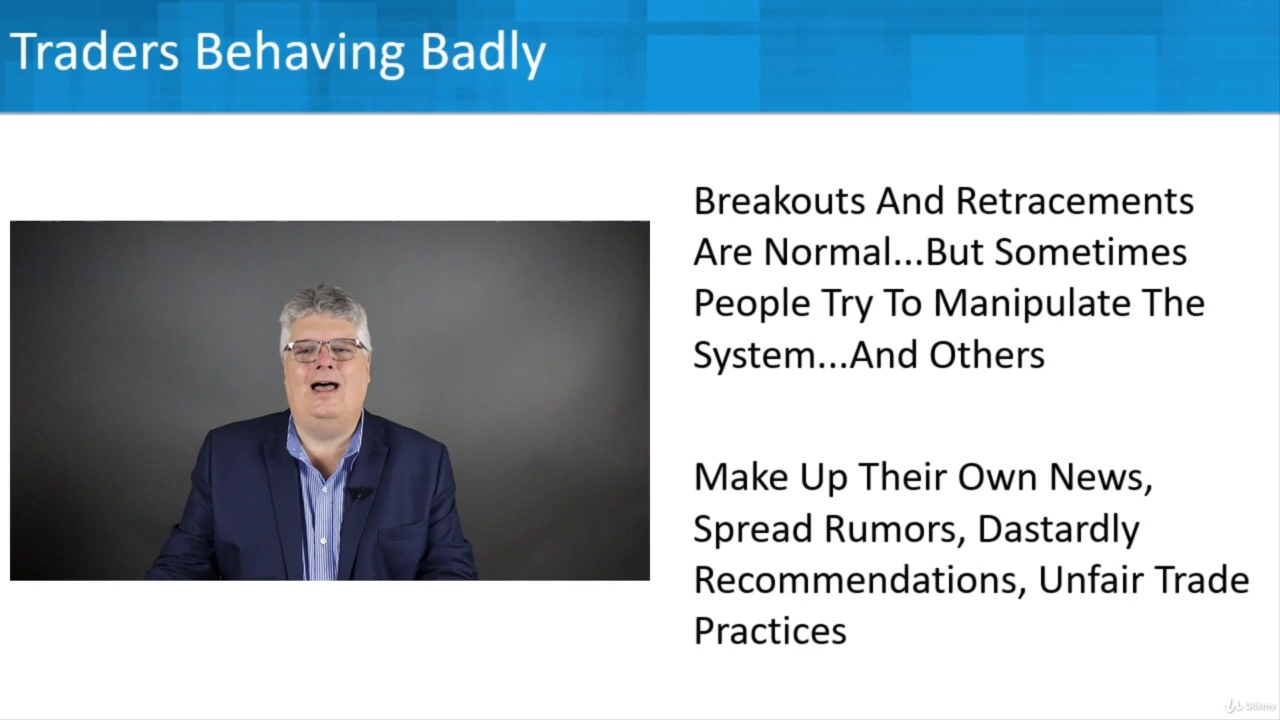 Traders Behaving Badly
Breakouts And Retracements
Are Normal...But Sometimes
People Try To Manipulate The
System...And Others
Make Up Their Own News,
Spread Rumors, Dastardly
Recommendations, Unfair Trade
Practices
Udemy